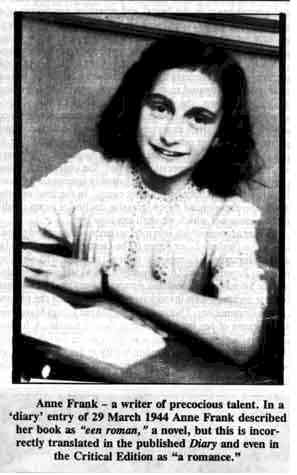 Anne Frank – a writer of precocious talent. In a
'diary' entry of 29 March 1944 Anne Frank described
her book as "een roman," a novel, but this is incor-
rectly translated in the published Diary and even in
the Critical Edition as “a romance.”